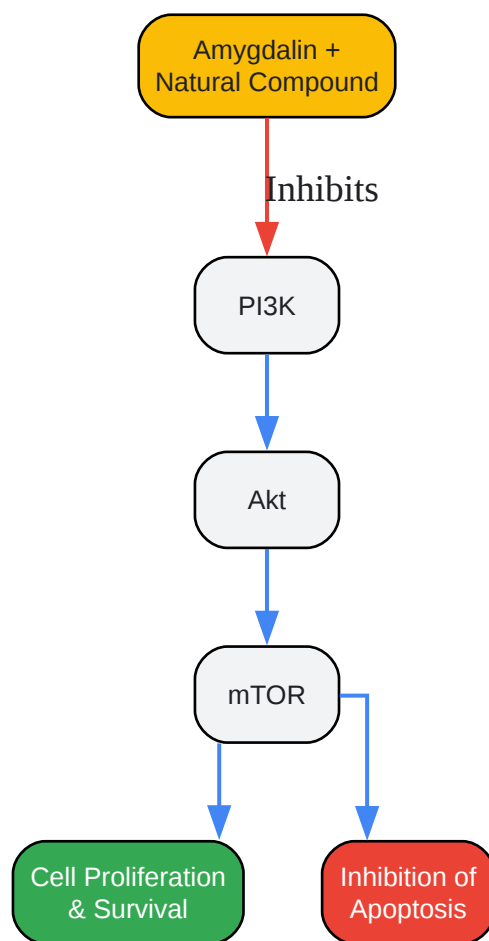 Amygdalin +
Natural Compound
Inhibits
PI3K
Akt
mTOR
Cell Proliferation
& Survival
Inhibition of
Apoptosis